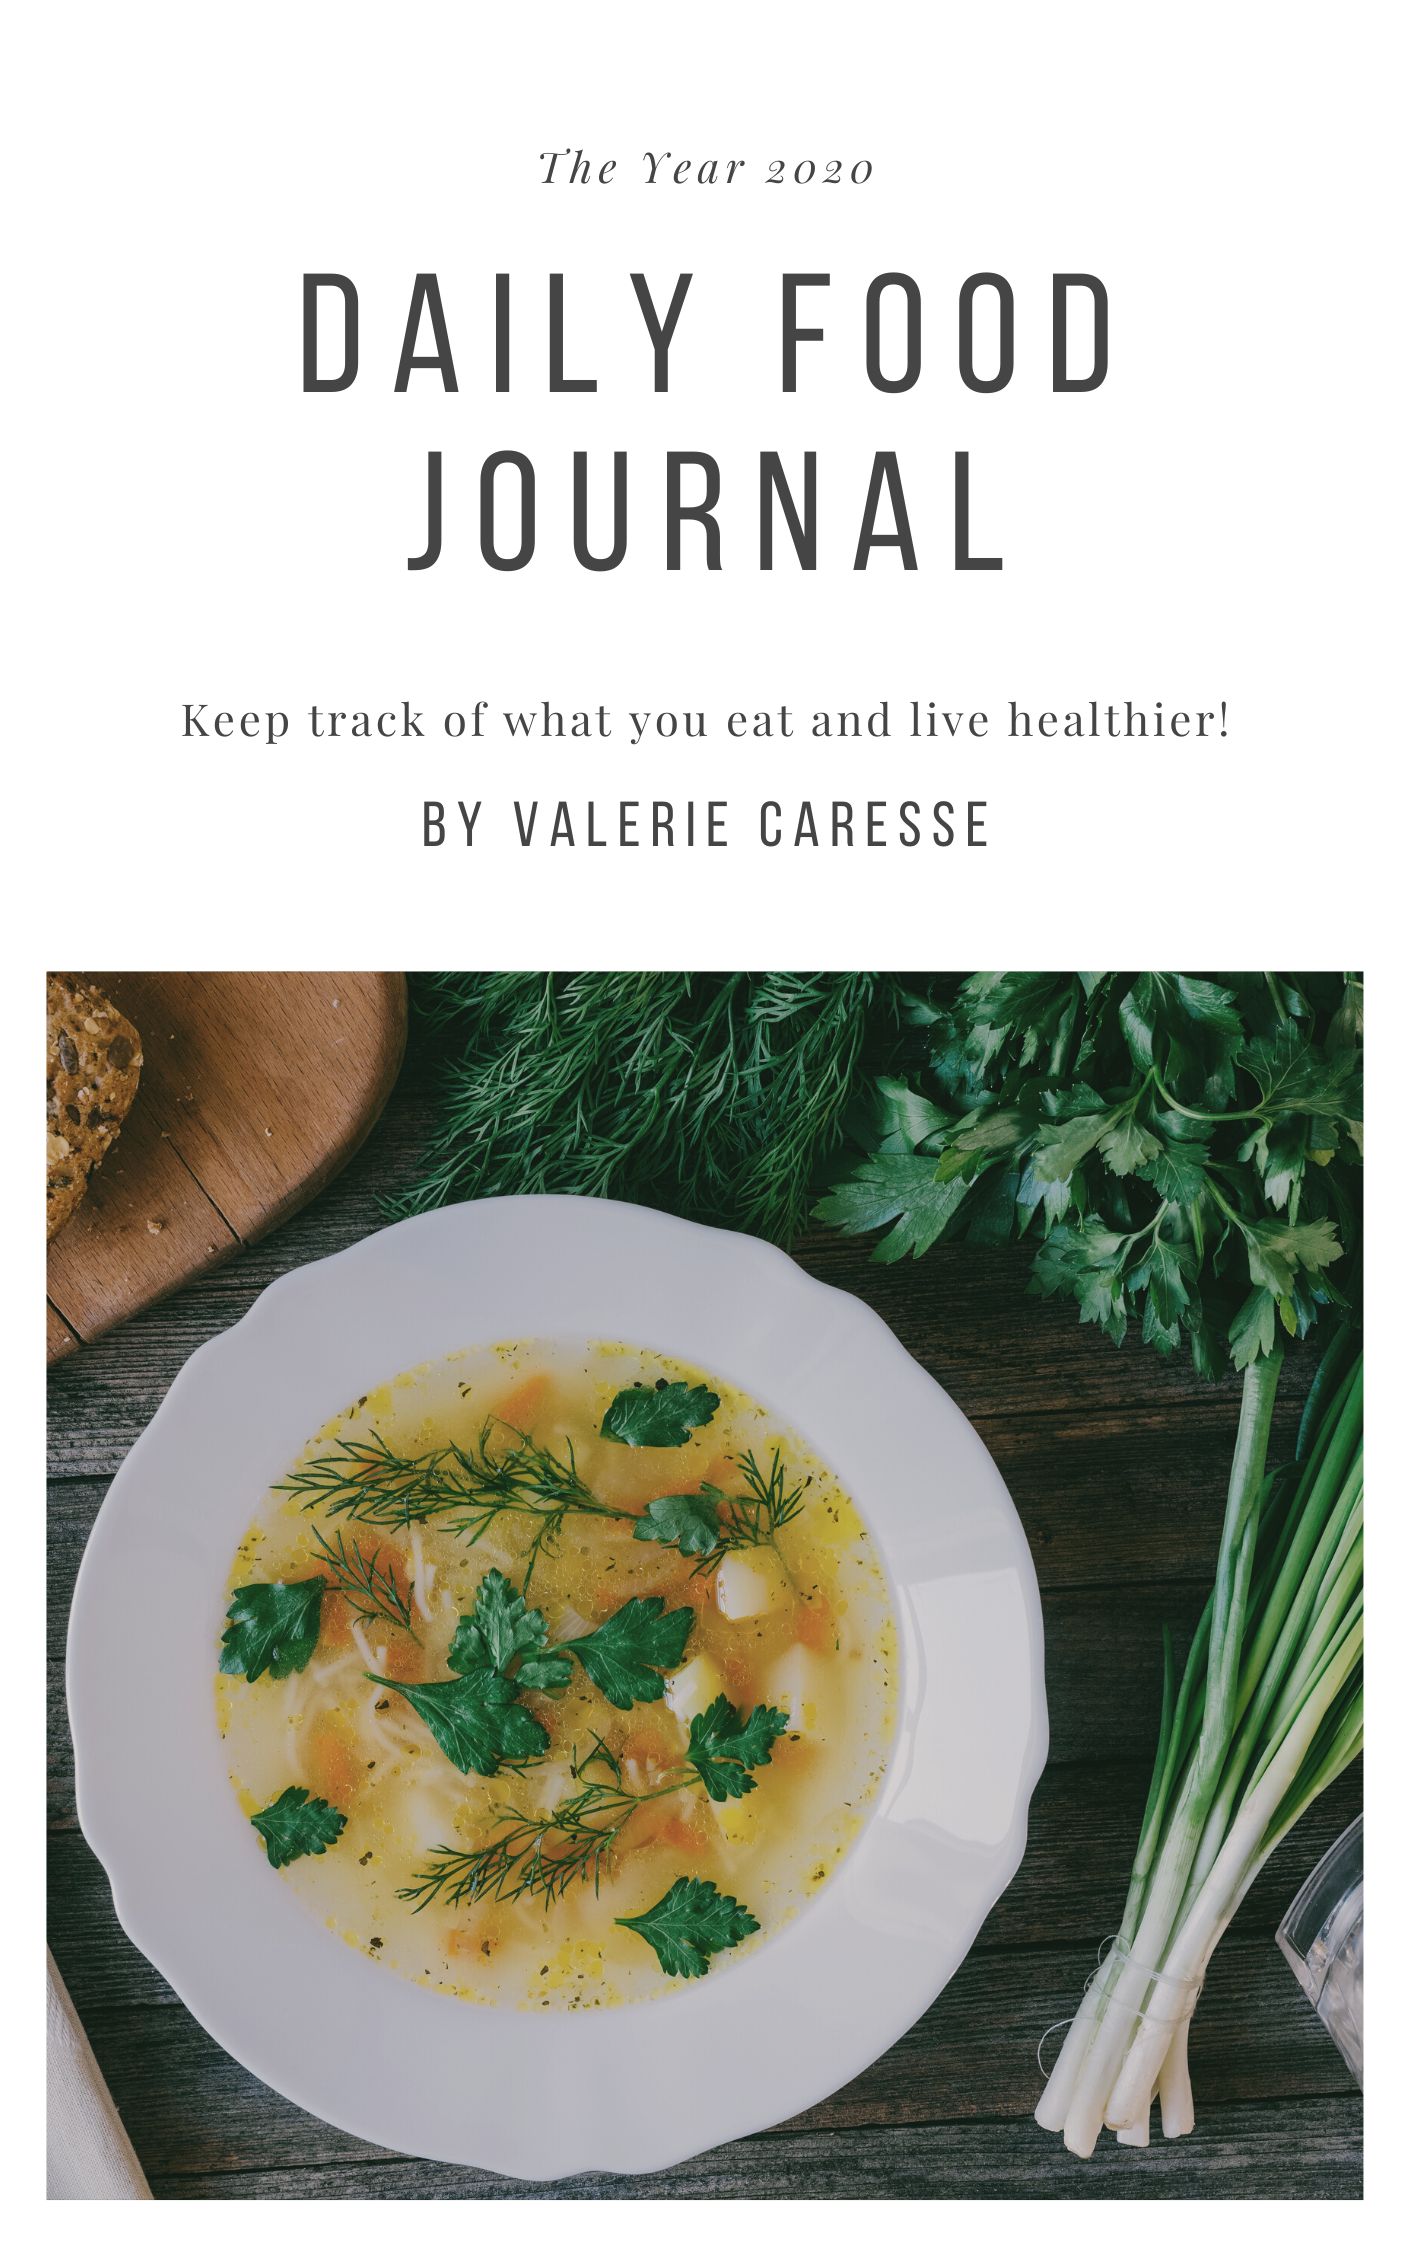 The Year 2020
DAILY FOOD
JOURNAL
Keep track of what you eat and live healthier!
BY VALERIE CARESSE